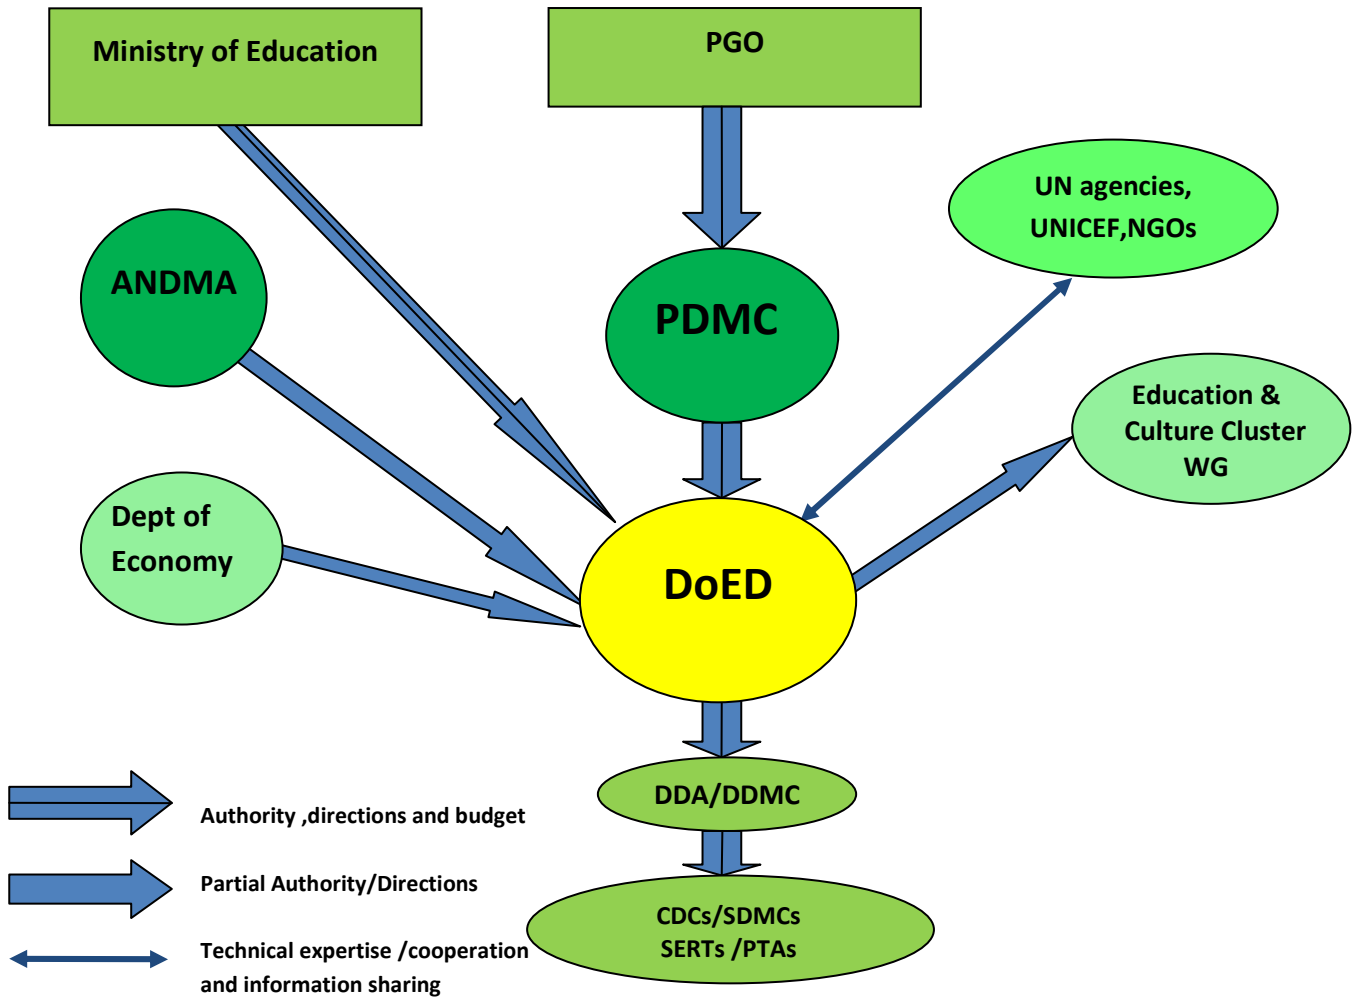 Ministry of Education
PGO
UN agencies,
UNICEF,NGOs
ANDMA
PDMC
Education &
Culture Cluster
WG
Dept of
Economy
DoED
DDA/DDMC
CDCs/SDMCs
SERTs /PTAs
Authority ,directions and budget
Partial Authority/Directions
Technical expertise /cooperation
and information sharing